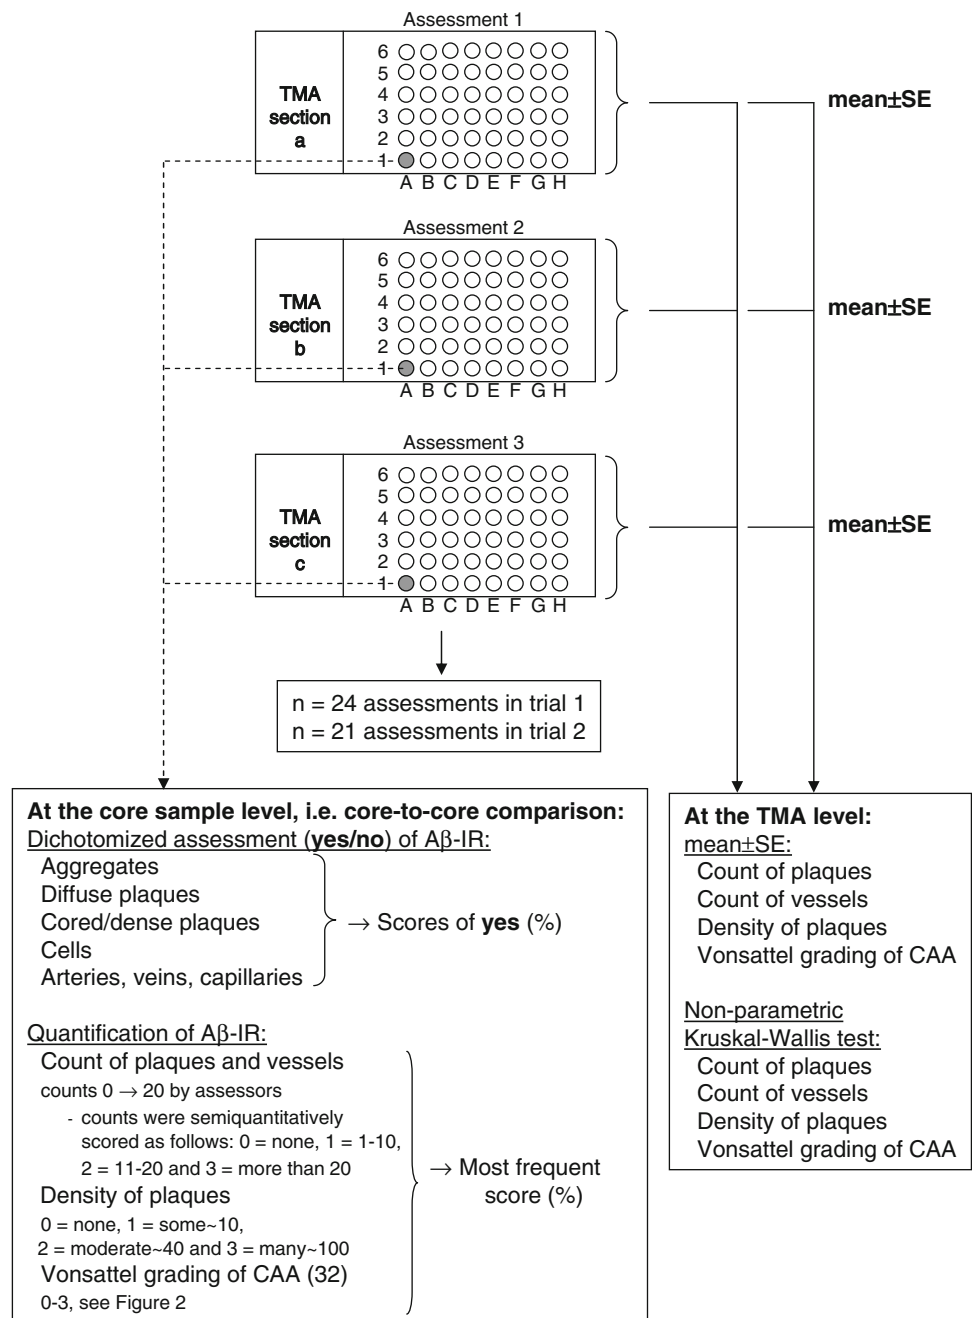 Assessment 1
TMA
section
a
6
5
4
3
2
1
A B C D E F G H
mean±SE
Assessment 2
TMA
section
b
6
5
4
3
2
1
A B C D E F G H
mean±SE
Assessment 3
TMA
section
c
6
5
4
3
2
1
A B C D E F G H
mean±SE
n = 24 assessments in trial 1
n = 21 assessments in trial 2
At the core sample level, i.e. core-to-core comparison:
Dichotomized assessment (yes/no) of Aβ-IR:
Aggregates
Diffuse plaques
Cored/dense plaques
Cells
Arteries, veins, capillaries
→ Scores of yes (%)
Quantification of Aβ-IR:
Count of plaques and vessels
counts 0 → 20 by assessors
- counts were semiquantitatively
scored as follows: 0 = none, 1 = 1-10,
2 = 11-20 and 3 = more than 20
Density of plaques
0 = none, 1 = some~10,
2 = moderate~40 and 3 = many~100
Vonsattel grading of CAA (32)
0-3, see Figure 2
→ Most frequent
score (%)
At the TMA level:
mean±SE:
Count of plaques
Count of vessels
Density of plaques
Vonsattel grading of CAA
Non-parametric
Kruskal-Wallis test:
Count of plaques
Count of vessels
Density of plaques
Vonsattel grading of CAA